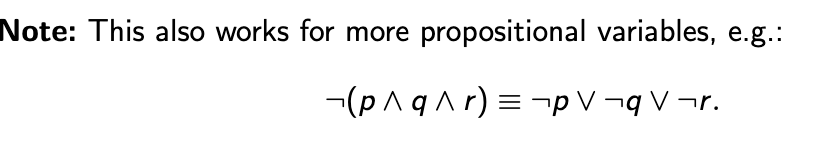 Note: This also works for more propositional variables, e.g.:
¬(p ∧ q ∧ r) ≡ ¬p ∨ ¬q ∨ ¬r.